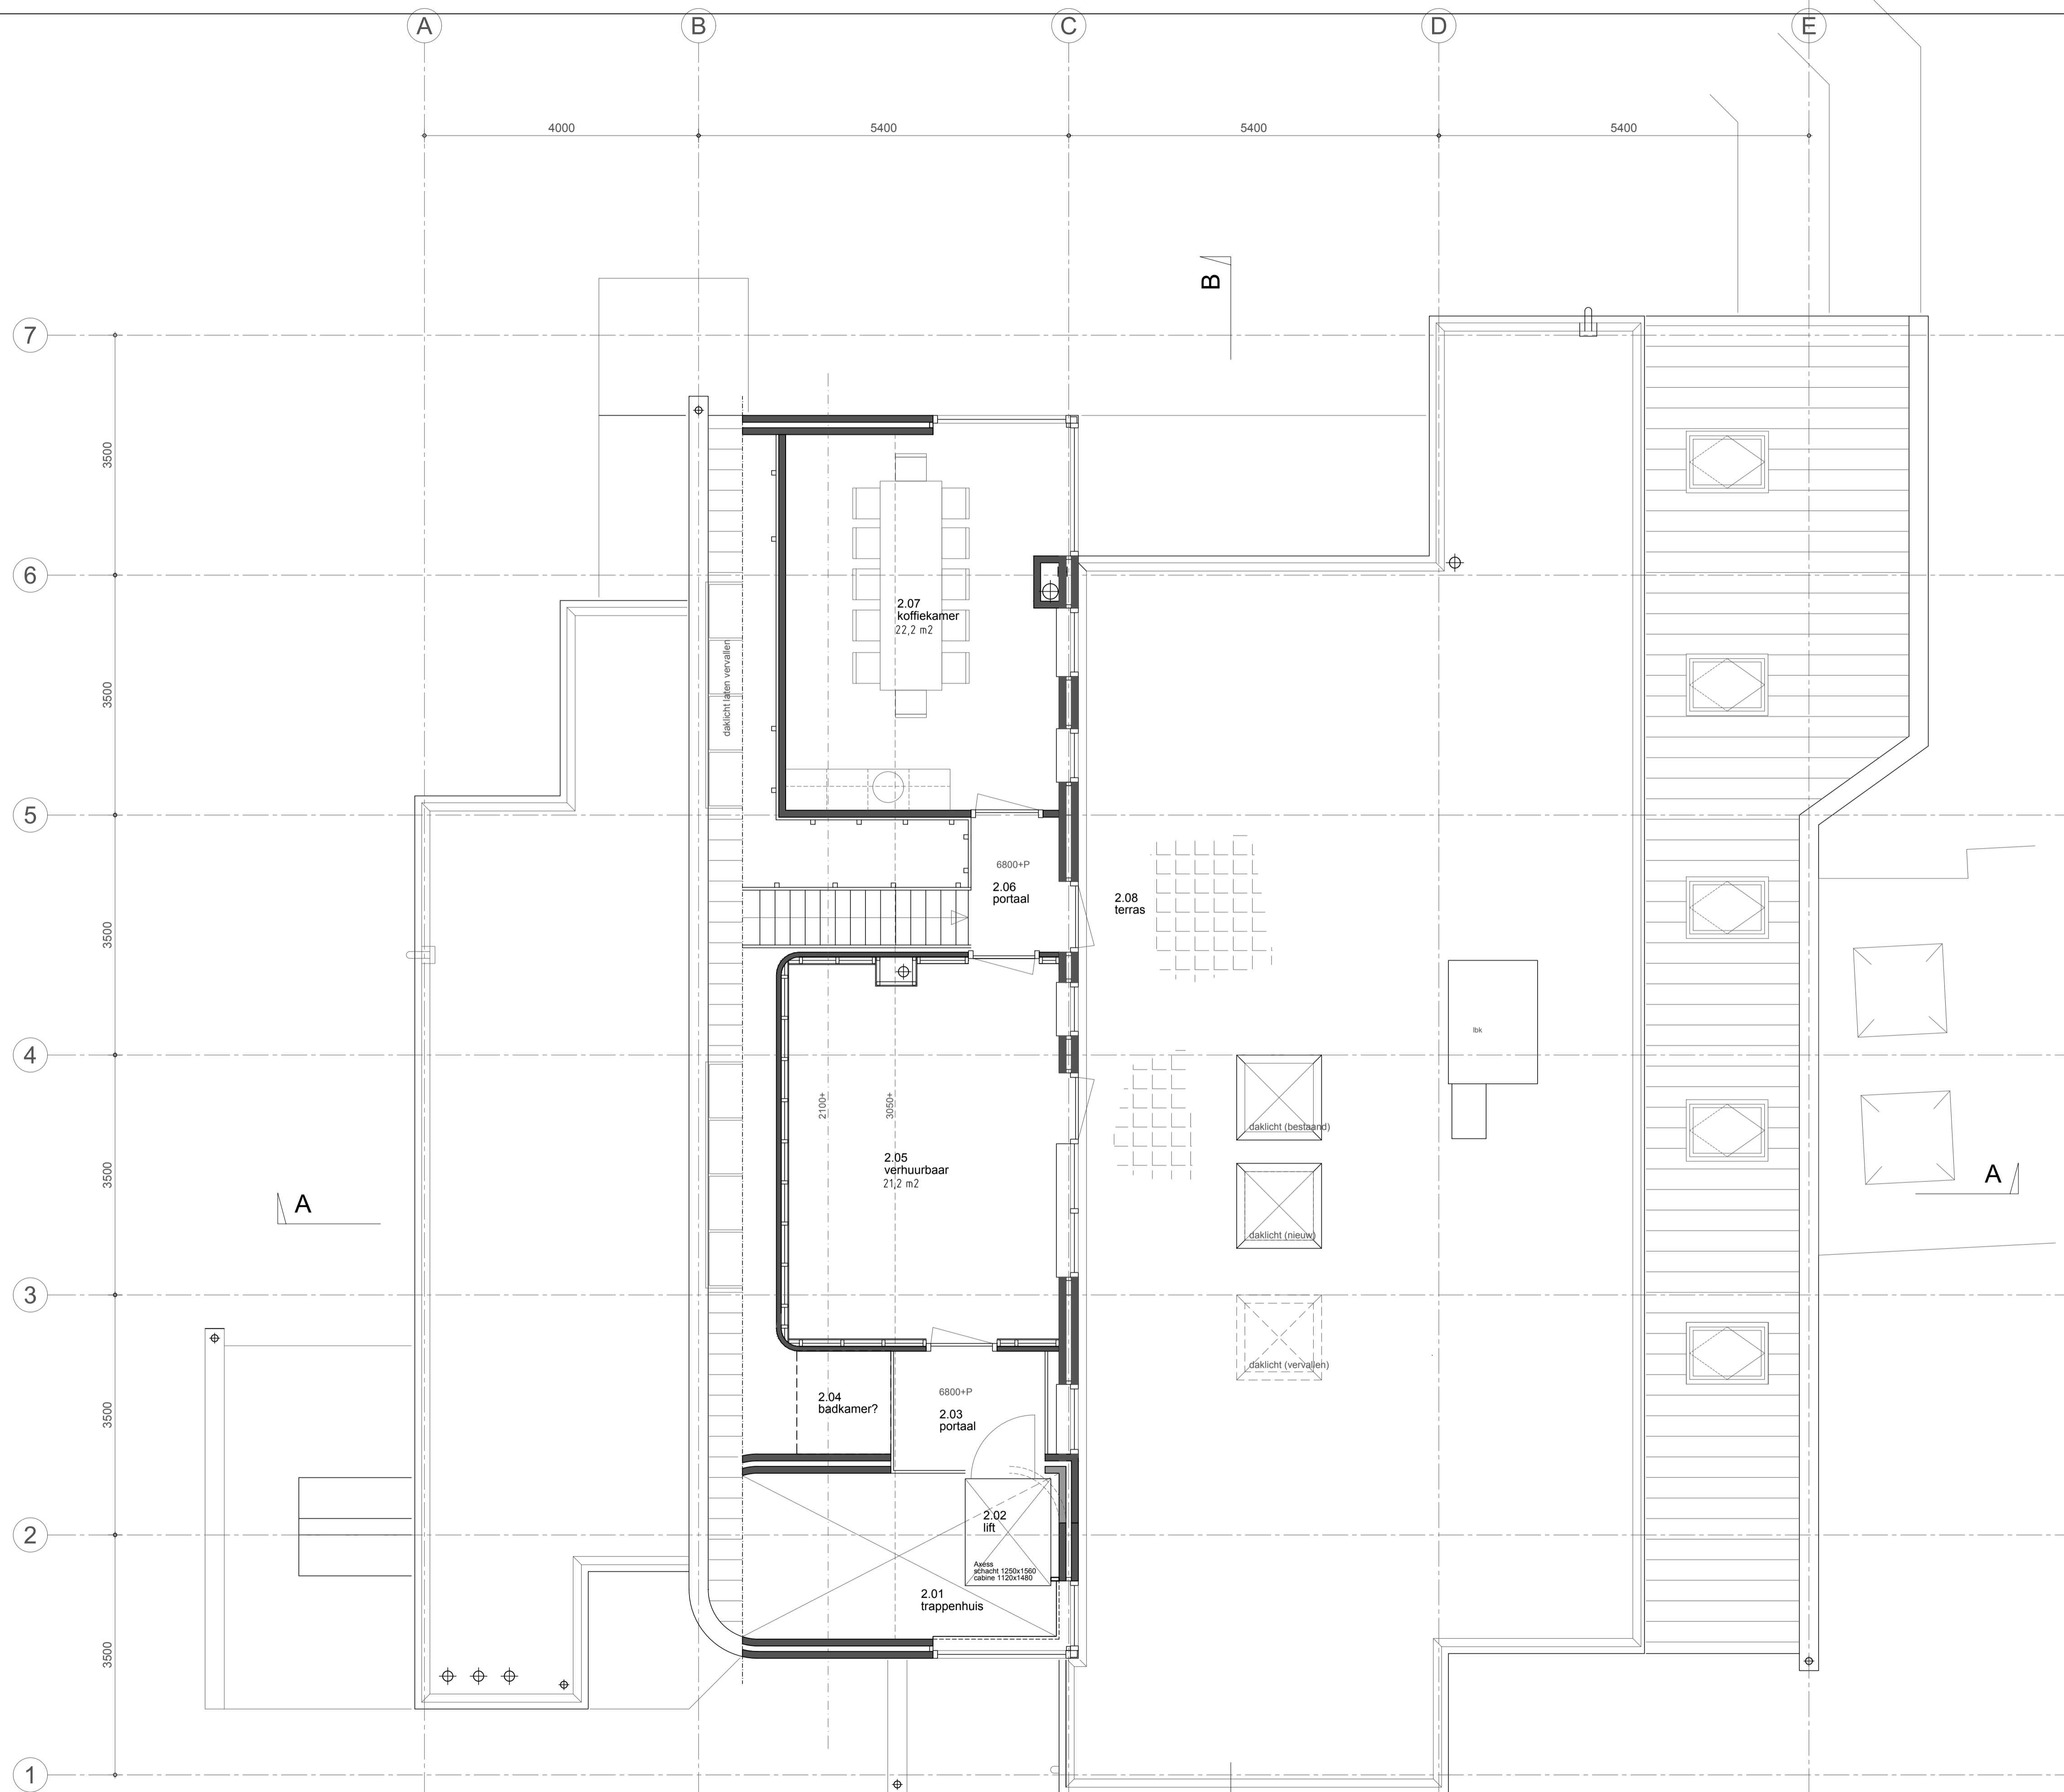 A
B
C
D
E
4000
5400
5400
5400
B
7
3500
6
2.07
koffiekamer
22,2 m2
daklicht laten vervallen
3500
5
6800+P
2.06
portaal
2.08
terras
3500
4
lbk
2100+
3050+
daklicht (bestaand)
2.05
verhuurbaar
21,2 m2
3500
A
A
daklicht (nieuw)
3
daklicht (vervallen)
2.04
badkamer?
6800+P
2.03
portaal
3500
2
2.02
lift
Axess
schacht 1250x1560
cabine 1120x1480
2.01
trappenhuis
3500
1